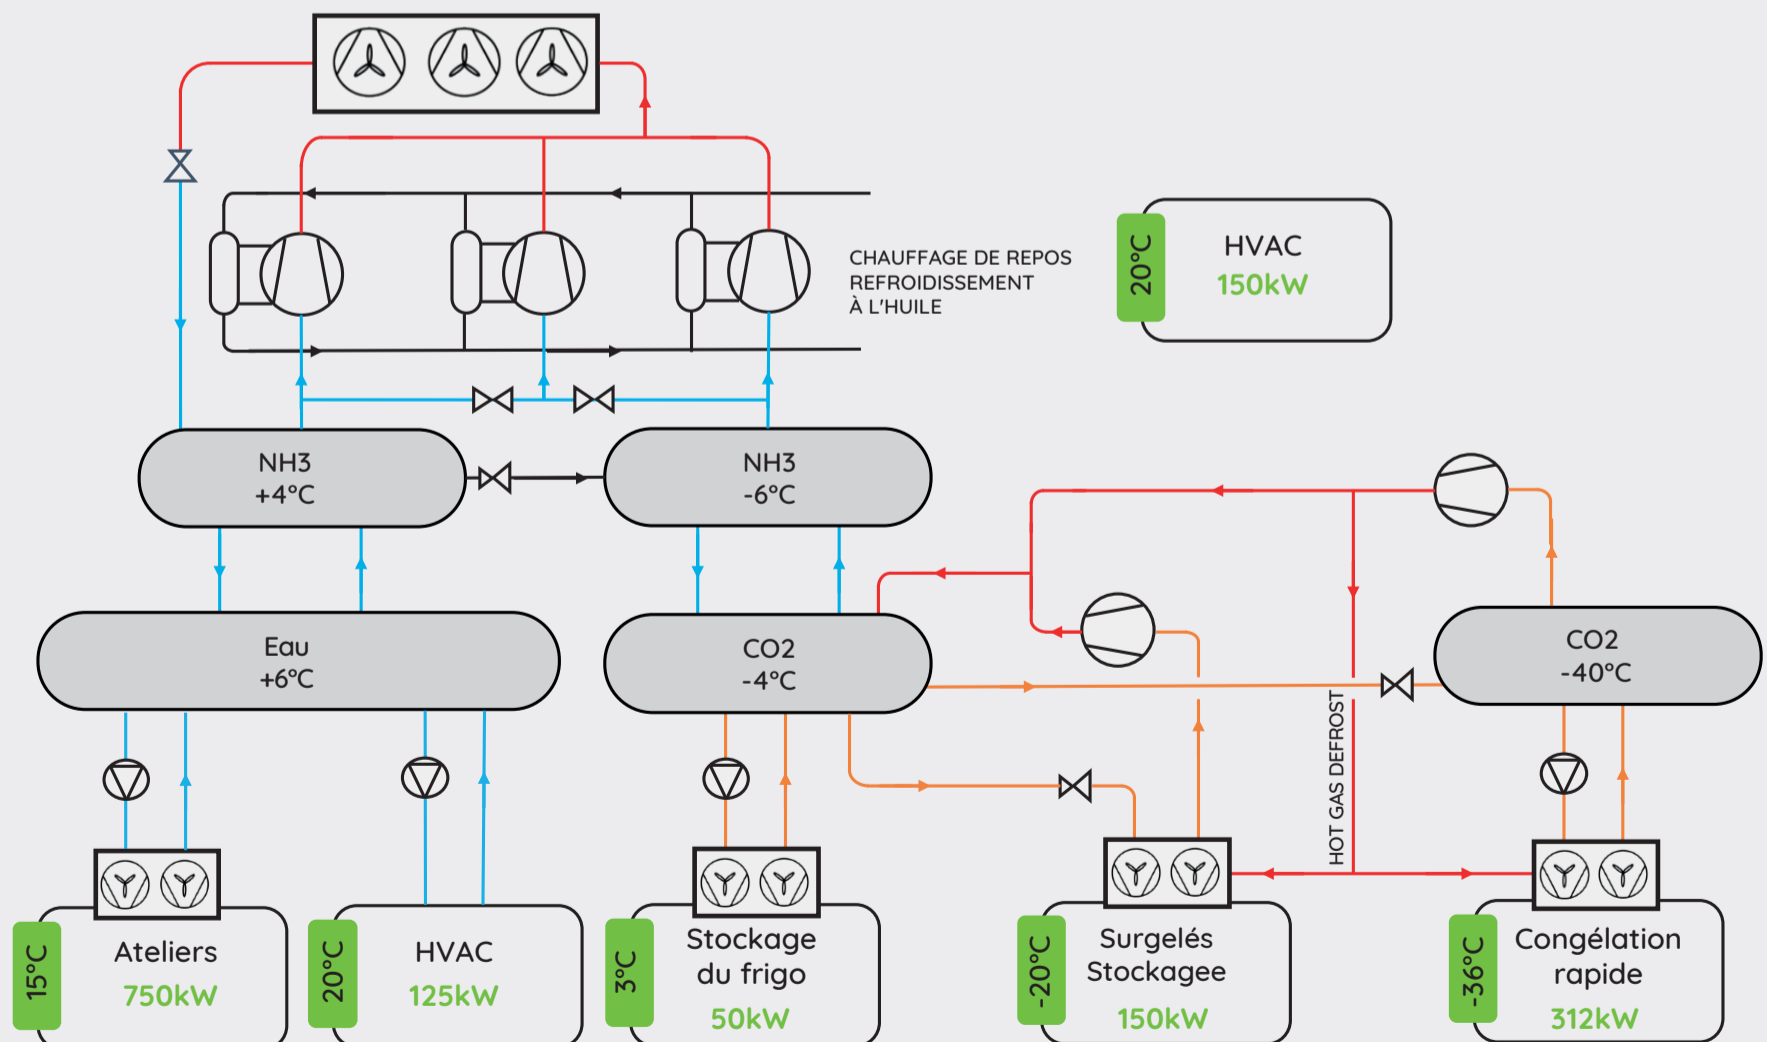 CHAUFFAGE DE REPOS
REFROIDISSEMENT
À L'HUILE
20°C
HVAC
150kW
NH3
+4°C
NH3
-6°C
Eau
+6°C
CO2
-4°C
CO2
-40°C
HOT GAS DEFROST
15°C
Ateliers
750kW
20°C
HVAC
125kW
3°C
Stockage
du frigo
50kW
-20°C
Surgelés
Stockagee
150kW
-36°C
Congélation
rapide
312kW